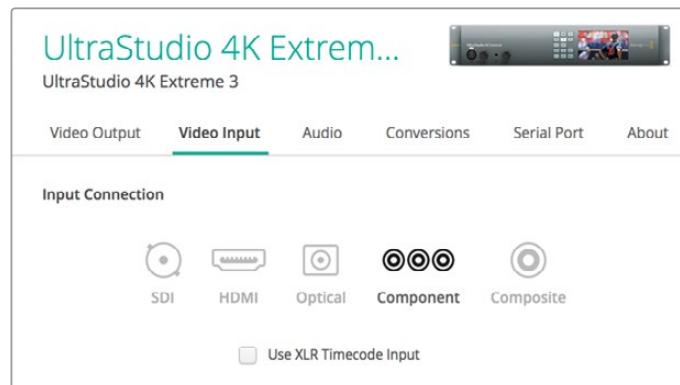 UltraStudio 4K Extrem...
UltraStudio 4K Extreme 3
Video Output Video Input Audio Conversions Serial Port About
Input Connection
SDI HDMI Optical Component Composite
Use XLR Timecode Input